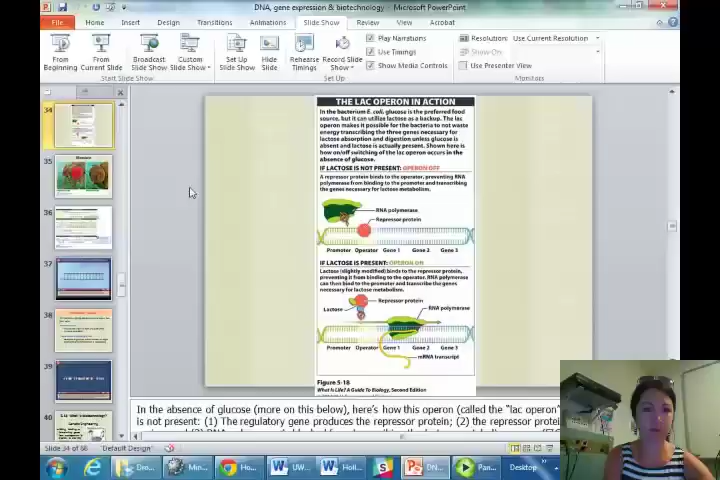 DNA, gene expression & biotechnology - Microsoft PowerPoint
File Home Insert Design Transitions Animations Slide Show Review View Acrobat
From Beginning
From Current Slide
Broadcast Slide Show
Custom Slide Show
Set Up Slide Show
Hide Slide
Rehearse Timings
Record Slide Show
Play Narrations
Use Timings
Show Media Controls
Resolution: Use Current Resolution
Show On:
Use Presenter View
Start Slide Show
Set Up
Monitors
34
35
36
37
38
39
40
THE LAC OPERON IN ACTION
In the bacterium E. coli, glucose is the preferred food
source, but it can utilize lactose as a backup. The lac
operon makes it possible for the bacteria to not waste
energy transcribing the three genes necessary for
lactose absorption and digestion unless glucose is
absent and lactose is actually present. Shown here is
how on/off switching of the lac operon occurs in the
absence of glucose.
IF LACTOSE IS NOT PRESENT: OPERON OFF
A repressor protein binds to the operator, preventing RNA
polymerase from binding to the promoter and transcribing
the genes necessary for lactose metabolism.
RNA polymerase
Repressor protein
Promoter Operator Gene 1 Gene 2 Gene 3
IF LACTOSE IS PRESENT: OPERON ON
Lactose (slightly modified) binds to the repressor protein,
preventing it from binding to the operator. RNA polymerase
can then bind to the promoter and transcribe the genes
necessary for lactose metabolism.
Repressor protein
Lactose
RNA polymerase
Promoter Operator Gene 1 Gene 2 Gene 3
mRNA transcript
Figure 5-18
What Is Life? A Guide To Biology, Second Edition
In the absence of glucose (more on this below), here's how this operon (called the "lac operon"
is not present: (1) The regulatory gene produces the repressor protein; (2) the repressor protei
Slide 34 of 66 "Default Design"
Dro...
Min...
Ho...
UW...
Holl...
DN...
Pan...
Desktop